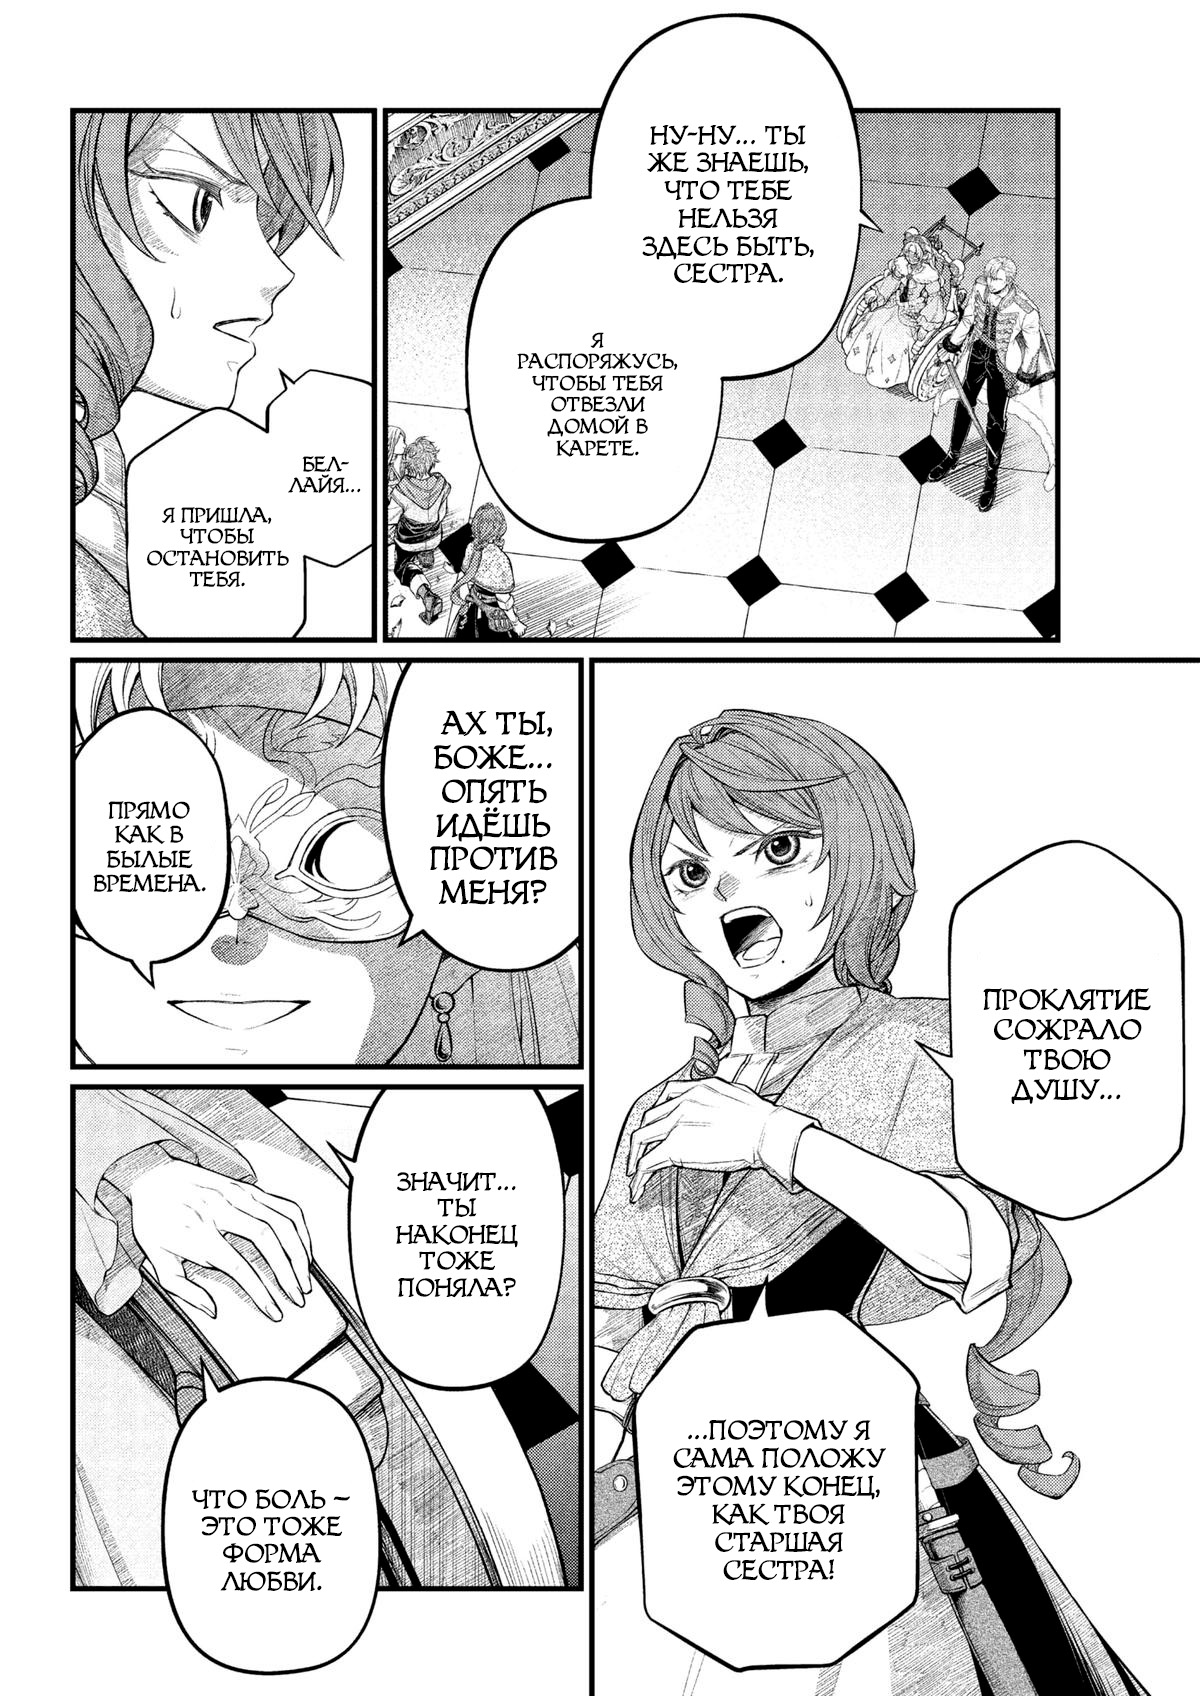 НУ-НУ... ТЫ
ЖЕ ЗНАЕШЬ,
ЧТО ТЕБЕ
НЕЛЬЗЯ
ЗДЕСЬ БЫТЬ,
СЕСТРА.
Я
РАСПОРЯЖУСЬ,
ЧТОБЫ ТЕБЯ
ОТВЕЗЛИ
ДОМОЙ В
КАРЕТЕ.
БЕЛ-
ЛАЙЯ...
Я ПРИШЛА,
ЧТОБЫ
ОСТАНОВИТЬ
ТЕБЯ.
ПРОКЛЯТИЕ
СОЖРАЛО
ТВОЮ
ДУШУ...
...ПОЭТОМУ Я
САМА ПОЛОЖУ
ЭТОМУ КОНЕЦ,
КАК ТВОЯ
СТАРШАЯ
СЕСТРА!
АХ ТЫ,
БОЖЕ...
ОПЯТЬ
ИДЁШЬ
ПРОТИВ
МЕНЯ?
ПРЯМО
КАК В
БЫЛЫЕ
ВРЕМЕНА.
ЗНАЧИТ...
ТЫ
НАКОНЕЦ
ТОЖЕ
ПОНЯЛА?
ЧТО БОЛЬ –
ЭТО ТОЖЕ
ФОРМА
ЛЮБВИ.